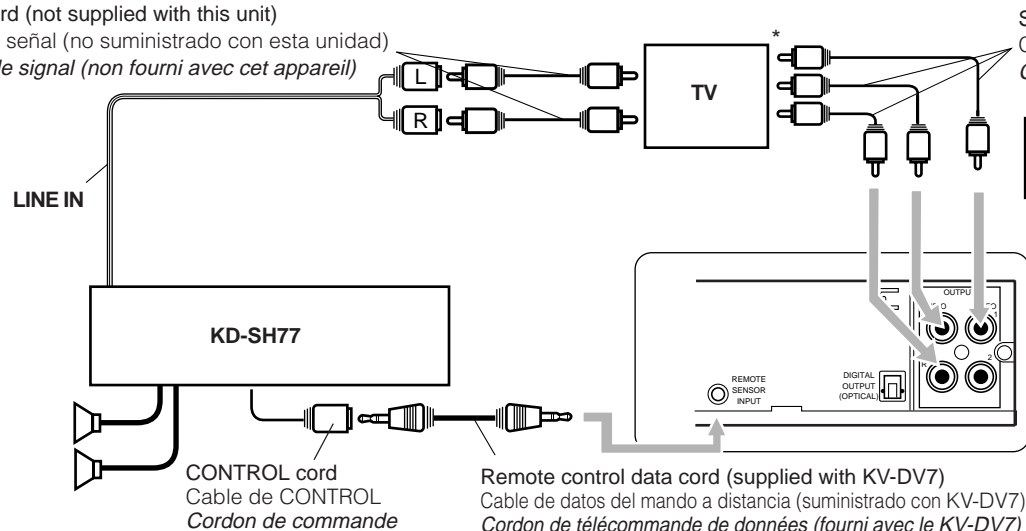 rd (not supplied with this unit)
señal (no suministrado con esta unidad)
le signal (non fourni avec cet appareil)
L
R
TV
*
S
LINE IN
KD-SH77
OUTPU
R
1
2
REMOTE
SENSOR
INPUT
DIGITAL
OUTPUT
(OPTICAL)
CONTROL cord
Cable de CONTROL
Cordon de commande
Remote control data cord (supplied with KV-DV7)
Cable de datos del mando a distancia (suministrado con KV-DV7)
Cordon de télécommande de données (fourni avec le KV-DV7)